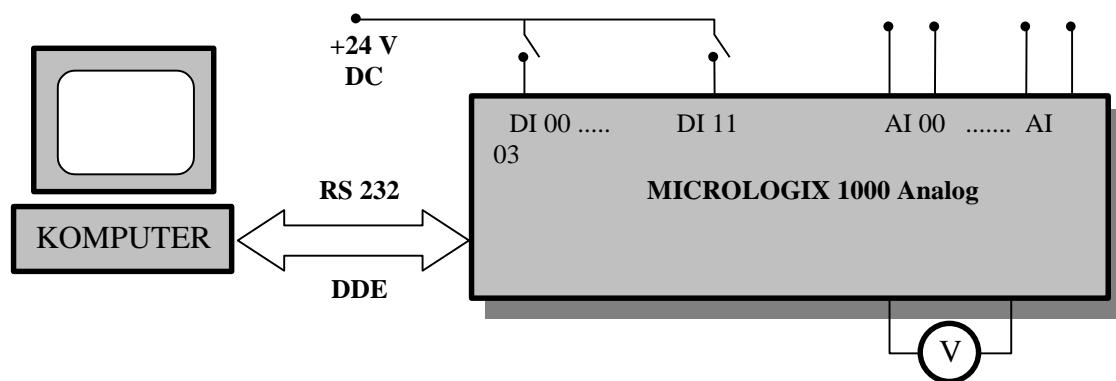 +24 V
DC
DI 00 ..... DI 11 AI 00 ....... AI
03
RS 232
MICROLOGIX 1000 Analog
KOMPUTER
DDE
V